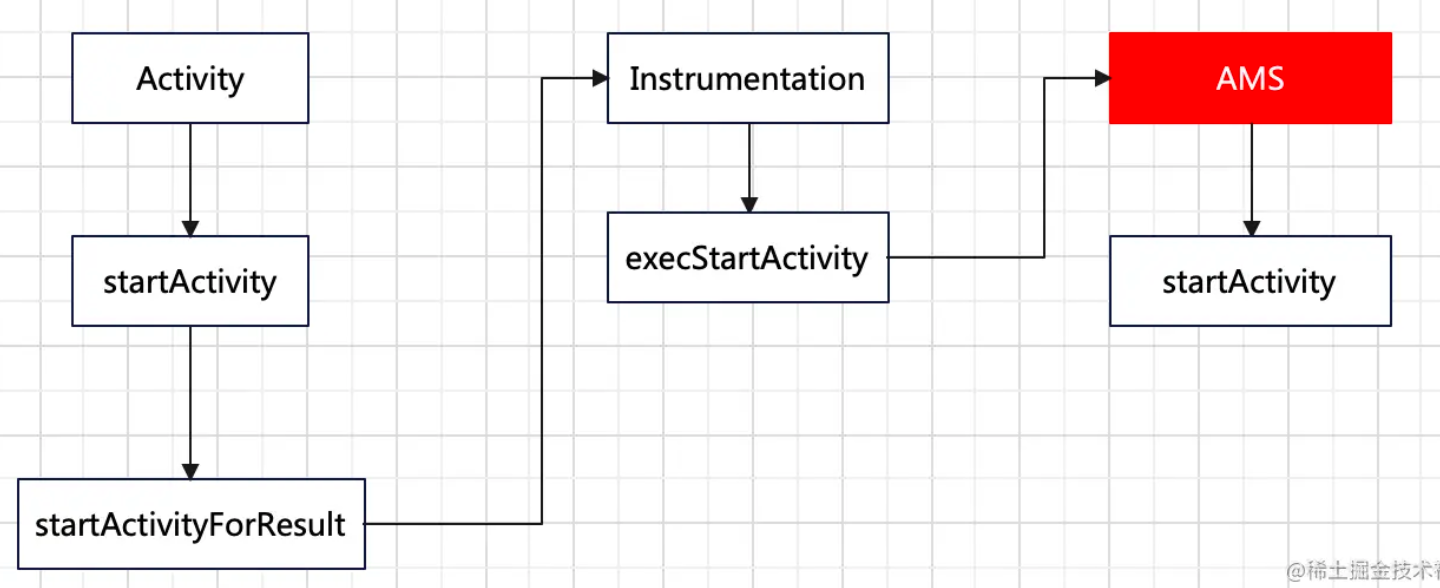 Activity
startActivity
startActivityForResult
Instrumentation
execStartActivity
AMS
startActivity
@稀土掘金技术